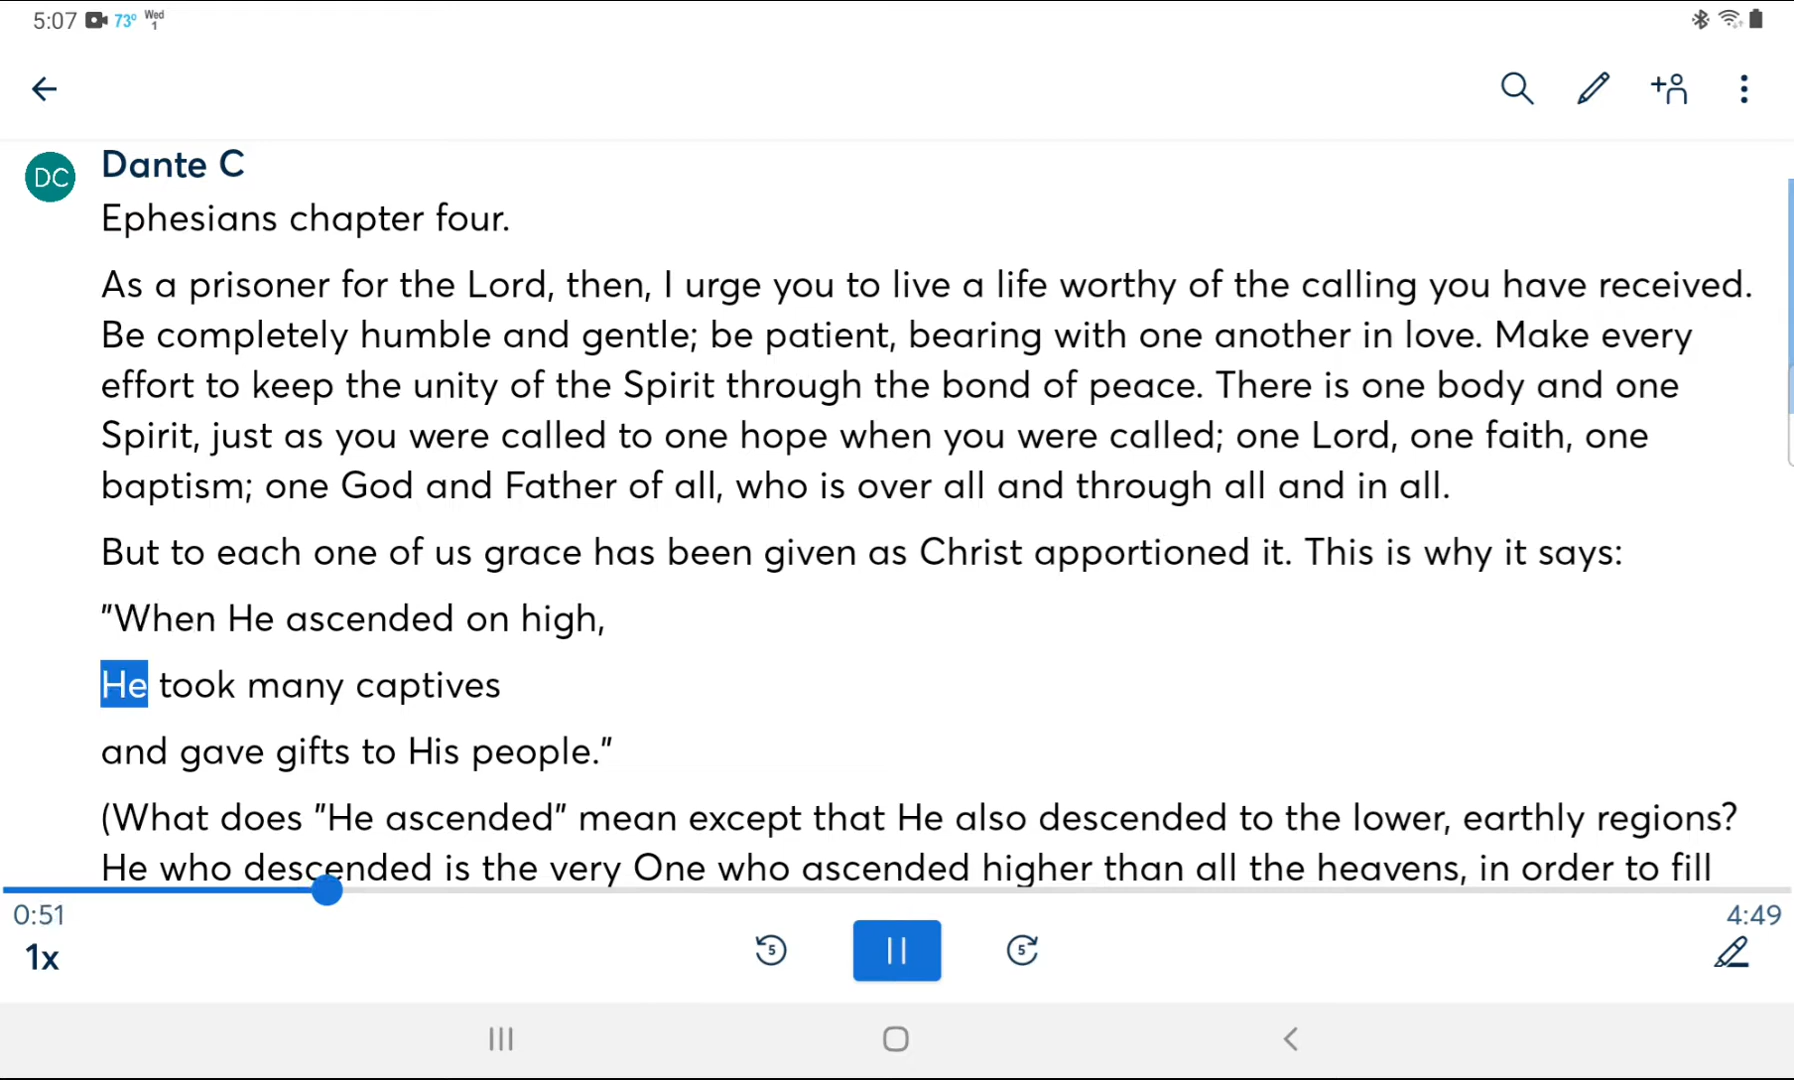 5:07 73° Wed 1
DC Dante C
Ephesians chapter four.
As a prisoner for the Lord, then, I urge you to live a life worthy of the calling you have received.
Be completely humble and gentle; be patient, bearing with one another in love. Make every
effort to keep the unity of the Spirit through the bond of peace. There is one body and one
Spirit, just as you were called to one hope when you were called; one Lord, one faith, one
baptism; one God and Father of all, who is over all and through all and in all.
But to each one of us grace has been given as Christ apportioned it. This is why it says:
"When He ascended on high,
He took many captives
and gave gifts to His people."
(What does "He ascended" mean except that He also descended to the lower, earthly regions?
He who descended is the very One who ascended higher than all the heavens, in order to fill
0:51 4:49
1x 5 5